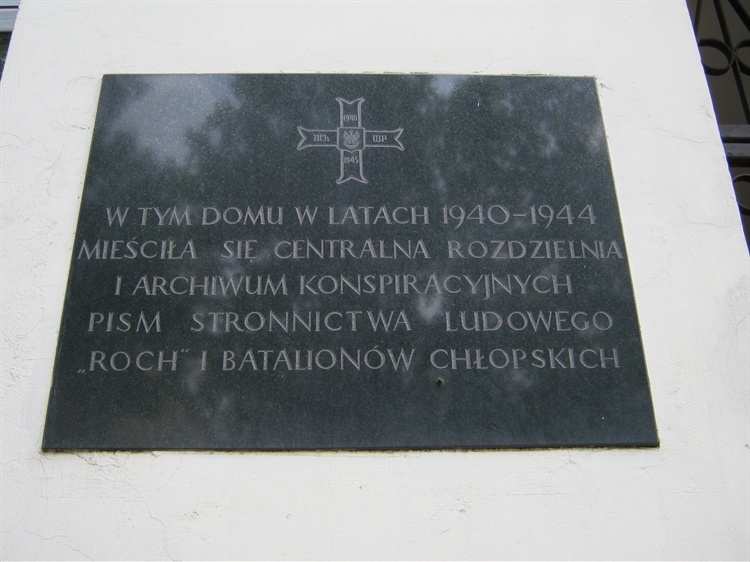 1940
BCh WP
1945
W TYM DOMU W LATACH 1940-1944
MIEŚCIŁA SIĘ CENTRALNA ROZDZIELNIA
I ARCHIWUM KONSPIRACYJNYCH
PISM STRONNICTWA LUDOWEGO
„ROCH" I BATALIONÓW CHŁOPSKICH